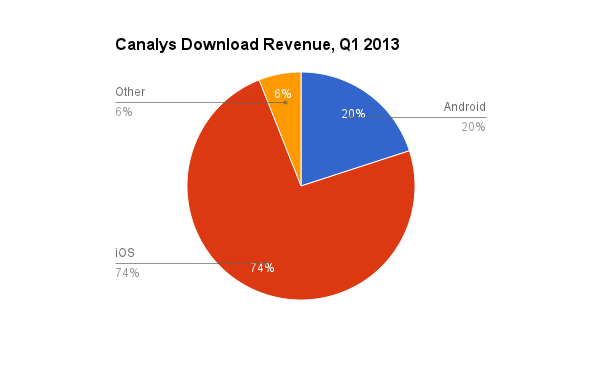 Canalys Download Revenue, Q1 2013
Other
6%
6%
20%
Android
20%
iOS
74%
74%